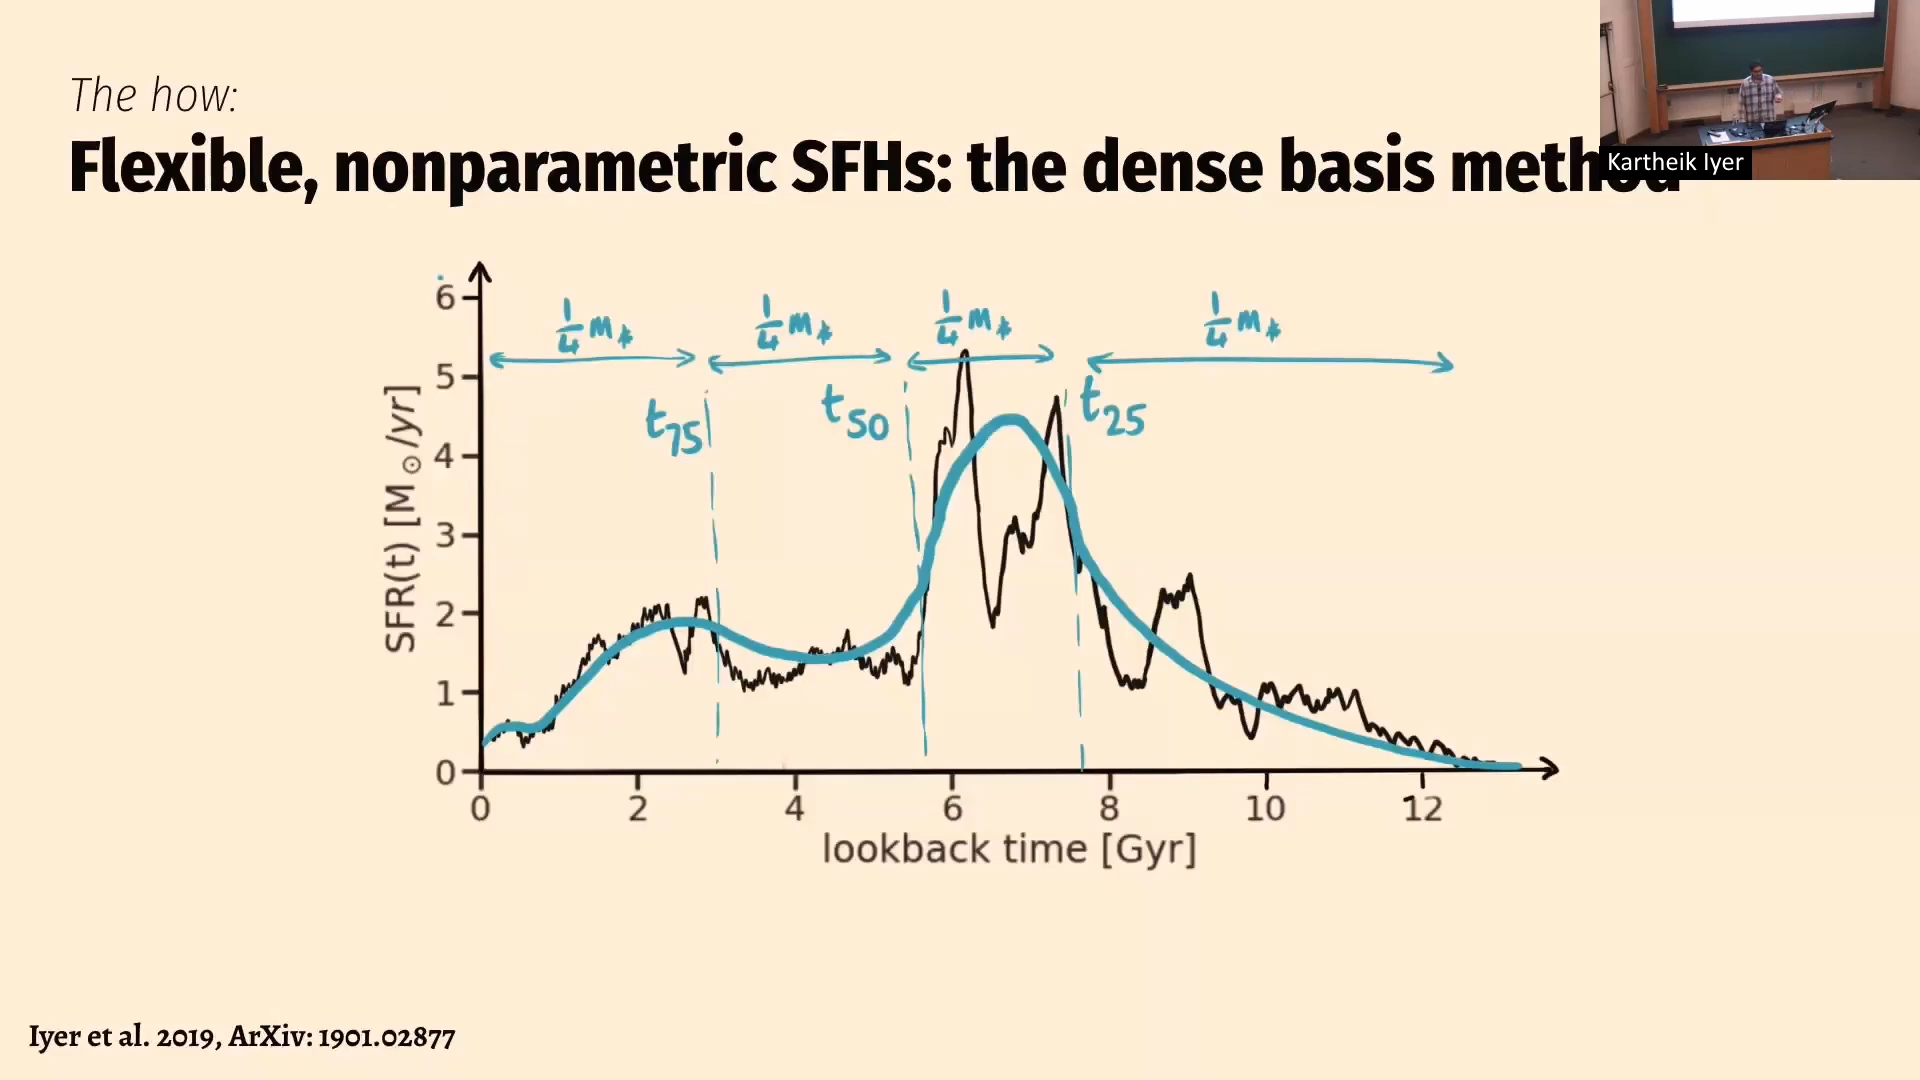 The how:
Flexible, nonparametric SFHs: the dense basis method
Kartheik Iyer
6
5
4
3
2
1
0
SFR(t) [M⊙/yr]
1/4 M*
1/4 M*
1/4 M*
1/4 M*
t75
t50
t25
0 2 4 6 8 10 12
lookback time [Gyr]
Iyer et al. 2019, ArXiv: 1901.02877